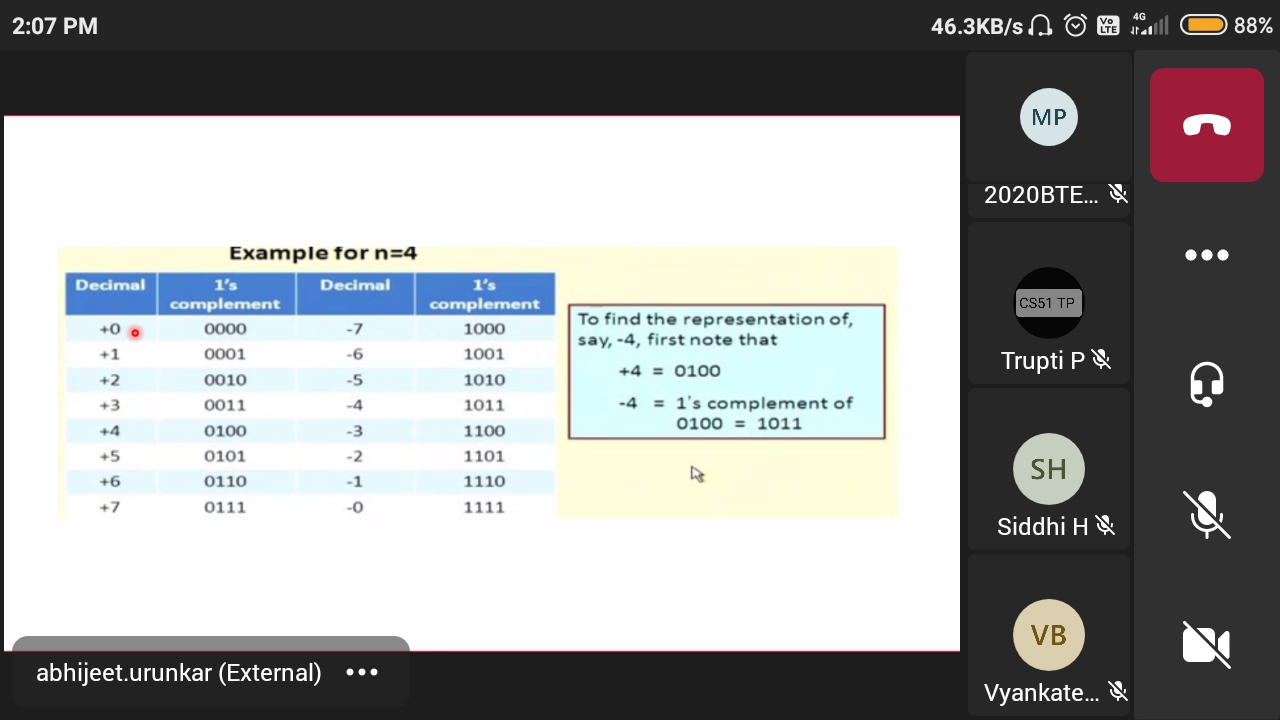 2:07 PM 46.3KB/s Vo LTE 4G 88%
Example for n=4
Decimal 1's complement Decimal 1's complement
+0 0000 -7 1000
+1 0001 -6 1001
+2 0010 -5 1010
+3 0011 -4 1011
+4 0100 -3 1100
+5 0101 -2 1101
+6 0110 -1 1110
+7 0111 -0 1111
To find the representation of,
say, -4, first note that
+4 = 0100
-4 = 1's complement of
0100 = 1011
abhijeet.urunkar (External)
MP
2020BTE...
CS51 TP
Trupti P
SH
Siddhi H
VB
Vyankate...